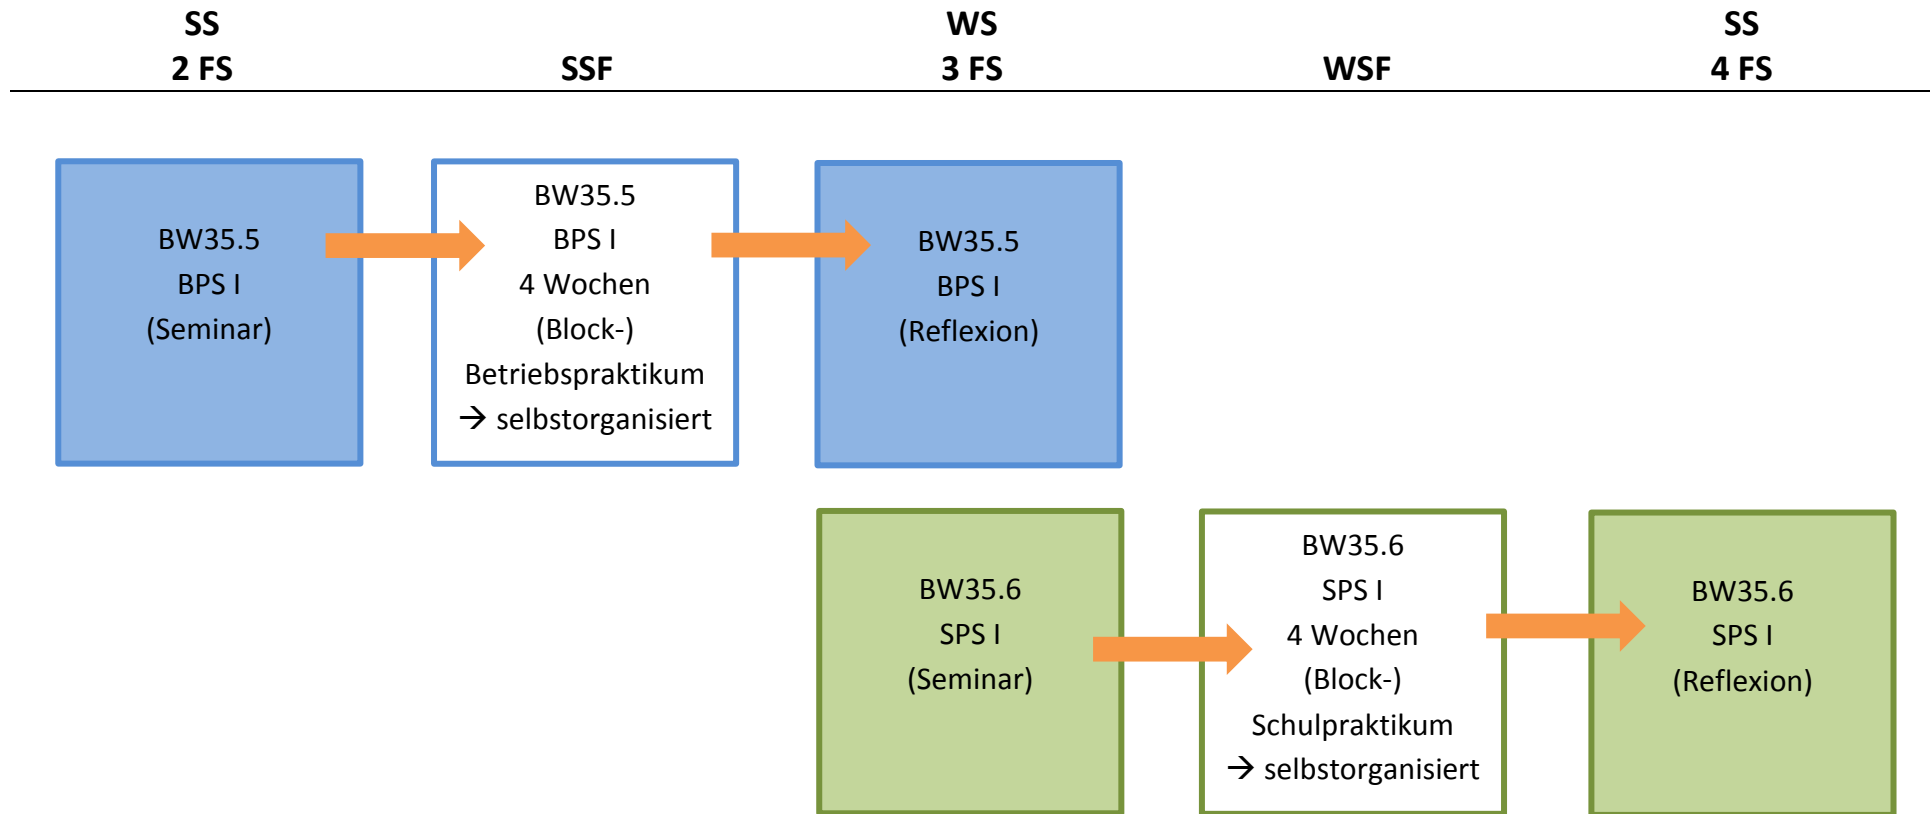 SS
2 FS
SSF
WS
3 FS
WSF
SS
4 FS
BW35.5
BPS I
(Seminar)
BW35.5
BPS I
4 Wochen
(Block-)
Betriebspraktikum
→ selbstorganisiert
BW35.5
BPS I
(Reflexion)
BW35.6
SPS I
(Seminar)
BW35.6
SPS I
4 Wochen
(Block-)
Schulpraktikum
→ selbstorganisiert
BW35.6
SPS I
(Reflexion)